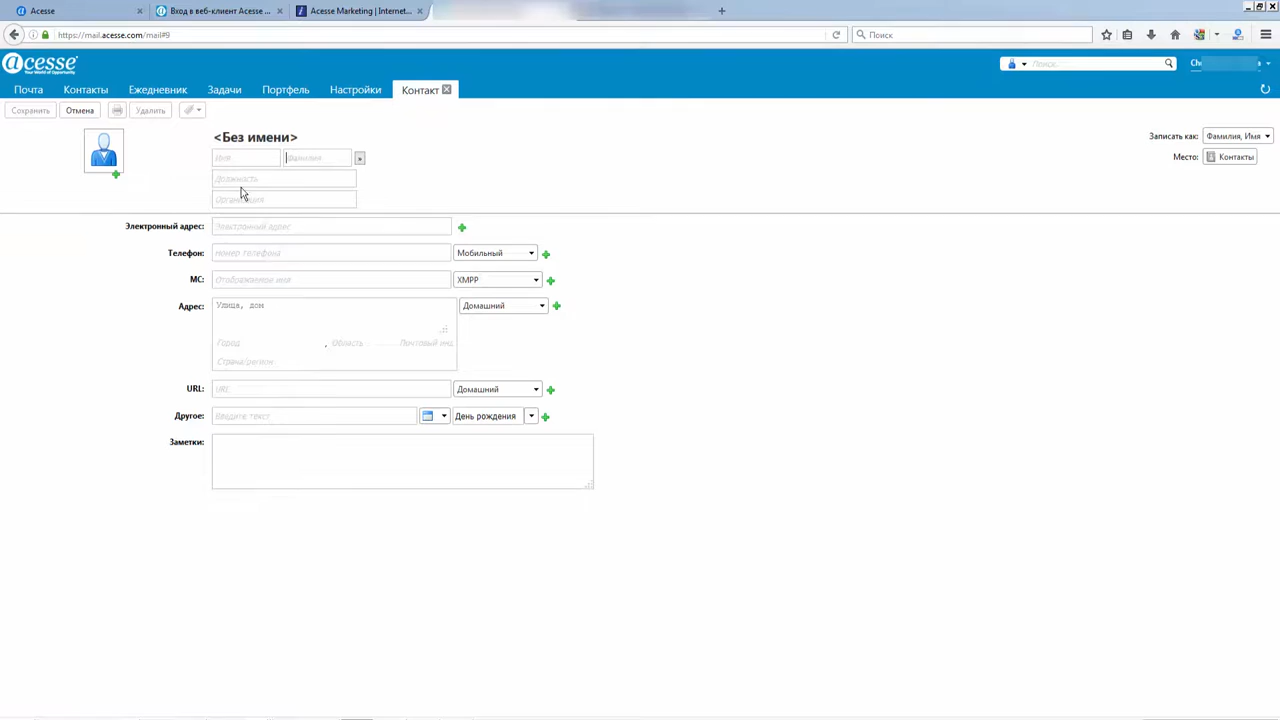 Acesse
Вход в веб-клиент Acesse ...
Acesse Marketing | Internet...
https://mail.acesse.com/mail#9
Поиск
acesse
Your World of Opportunity
Поиск...
Ch
Почта
Контакты
Ежедневник
Задачи
Портфель
Настройки
Контакт
Сохранить
Отмена
Удалить
<Без имени>
Записать как:
Фамилия, Имя
Имя
Фамилия
»
Место:
Контакты
Должность
Организация
Электронный адрес:
Электронный адрес
Телефон:
номер телефона
Мобильный
МС:
Отображаемое имя
XMPP
Адрес:
Улица, дом
Домашний
Город , Область Почтовый инд.
Страна/регион
URL:
URL
Домашний
Другое:
Введите текст
День рождения
Заметки: